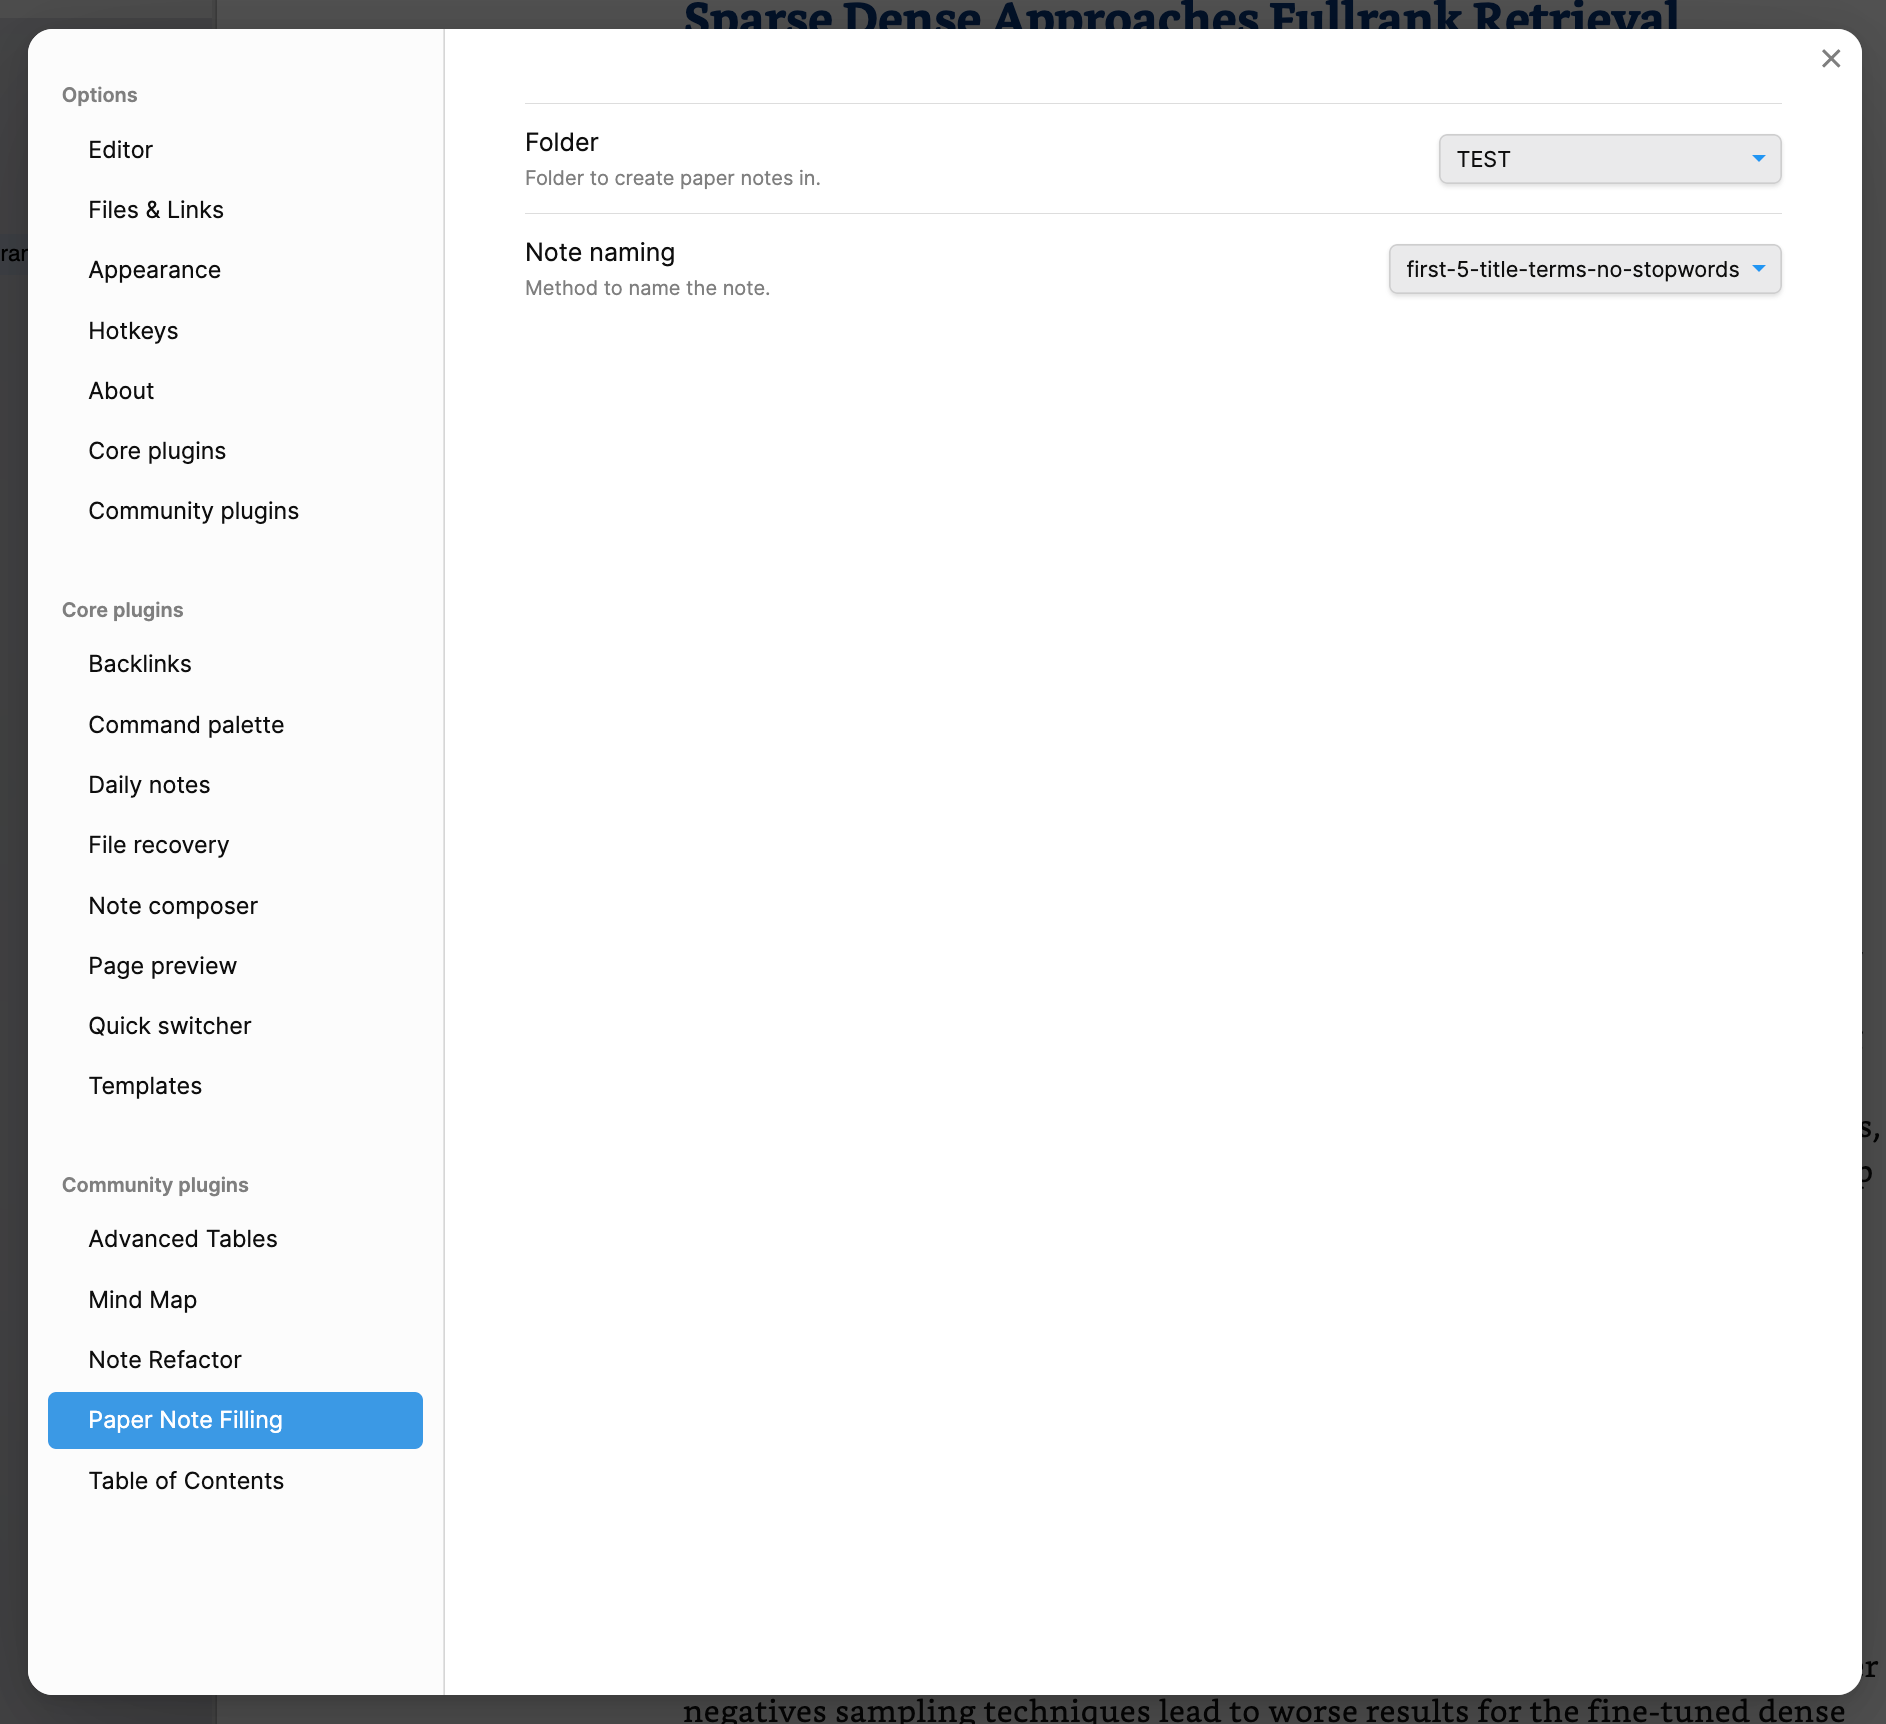 Sparse Dense Approaches Fullrank Retrieval
Options
Editor
Files & Links
Appearance
Hotkeys
About
Core plugins
Community plugins
Core plugins
Backlinks
Command palette
Daily notes
File recovery
Note composer
Page preview
Quick switcher
Templates
Community plugins
Advanced Tables
Mind Map
Note Refactor
Paper Note Filling
Table of Contents
Folder
Folder to create paper notes in.
TEST
Note naming
Method to name the note.
first-5-title-terms-no-stopwords
negatives sampling techniques lead to worse results for the fine-tuned dense